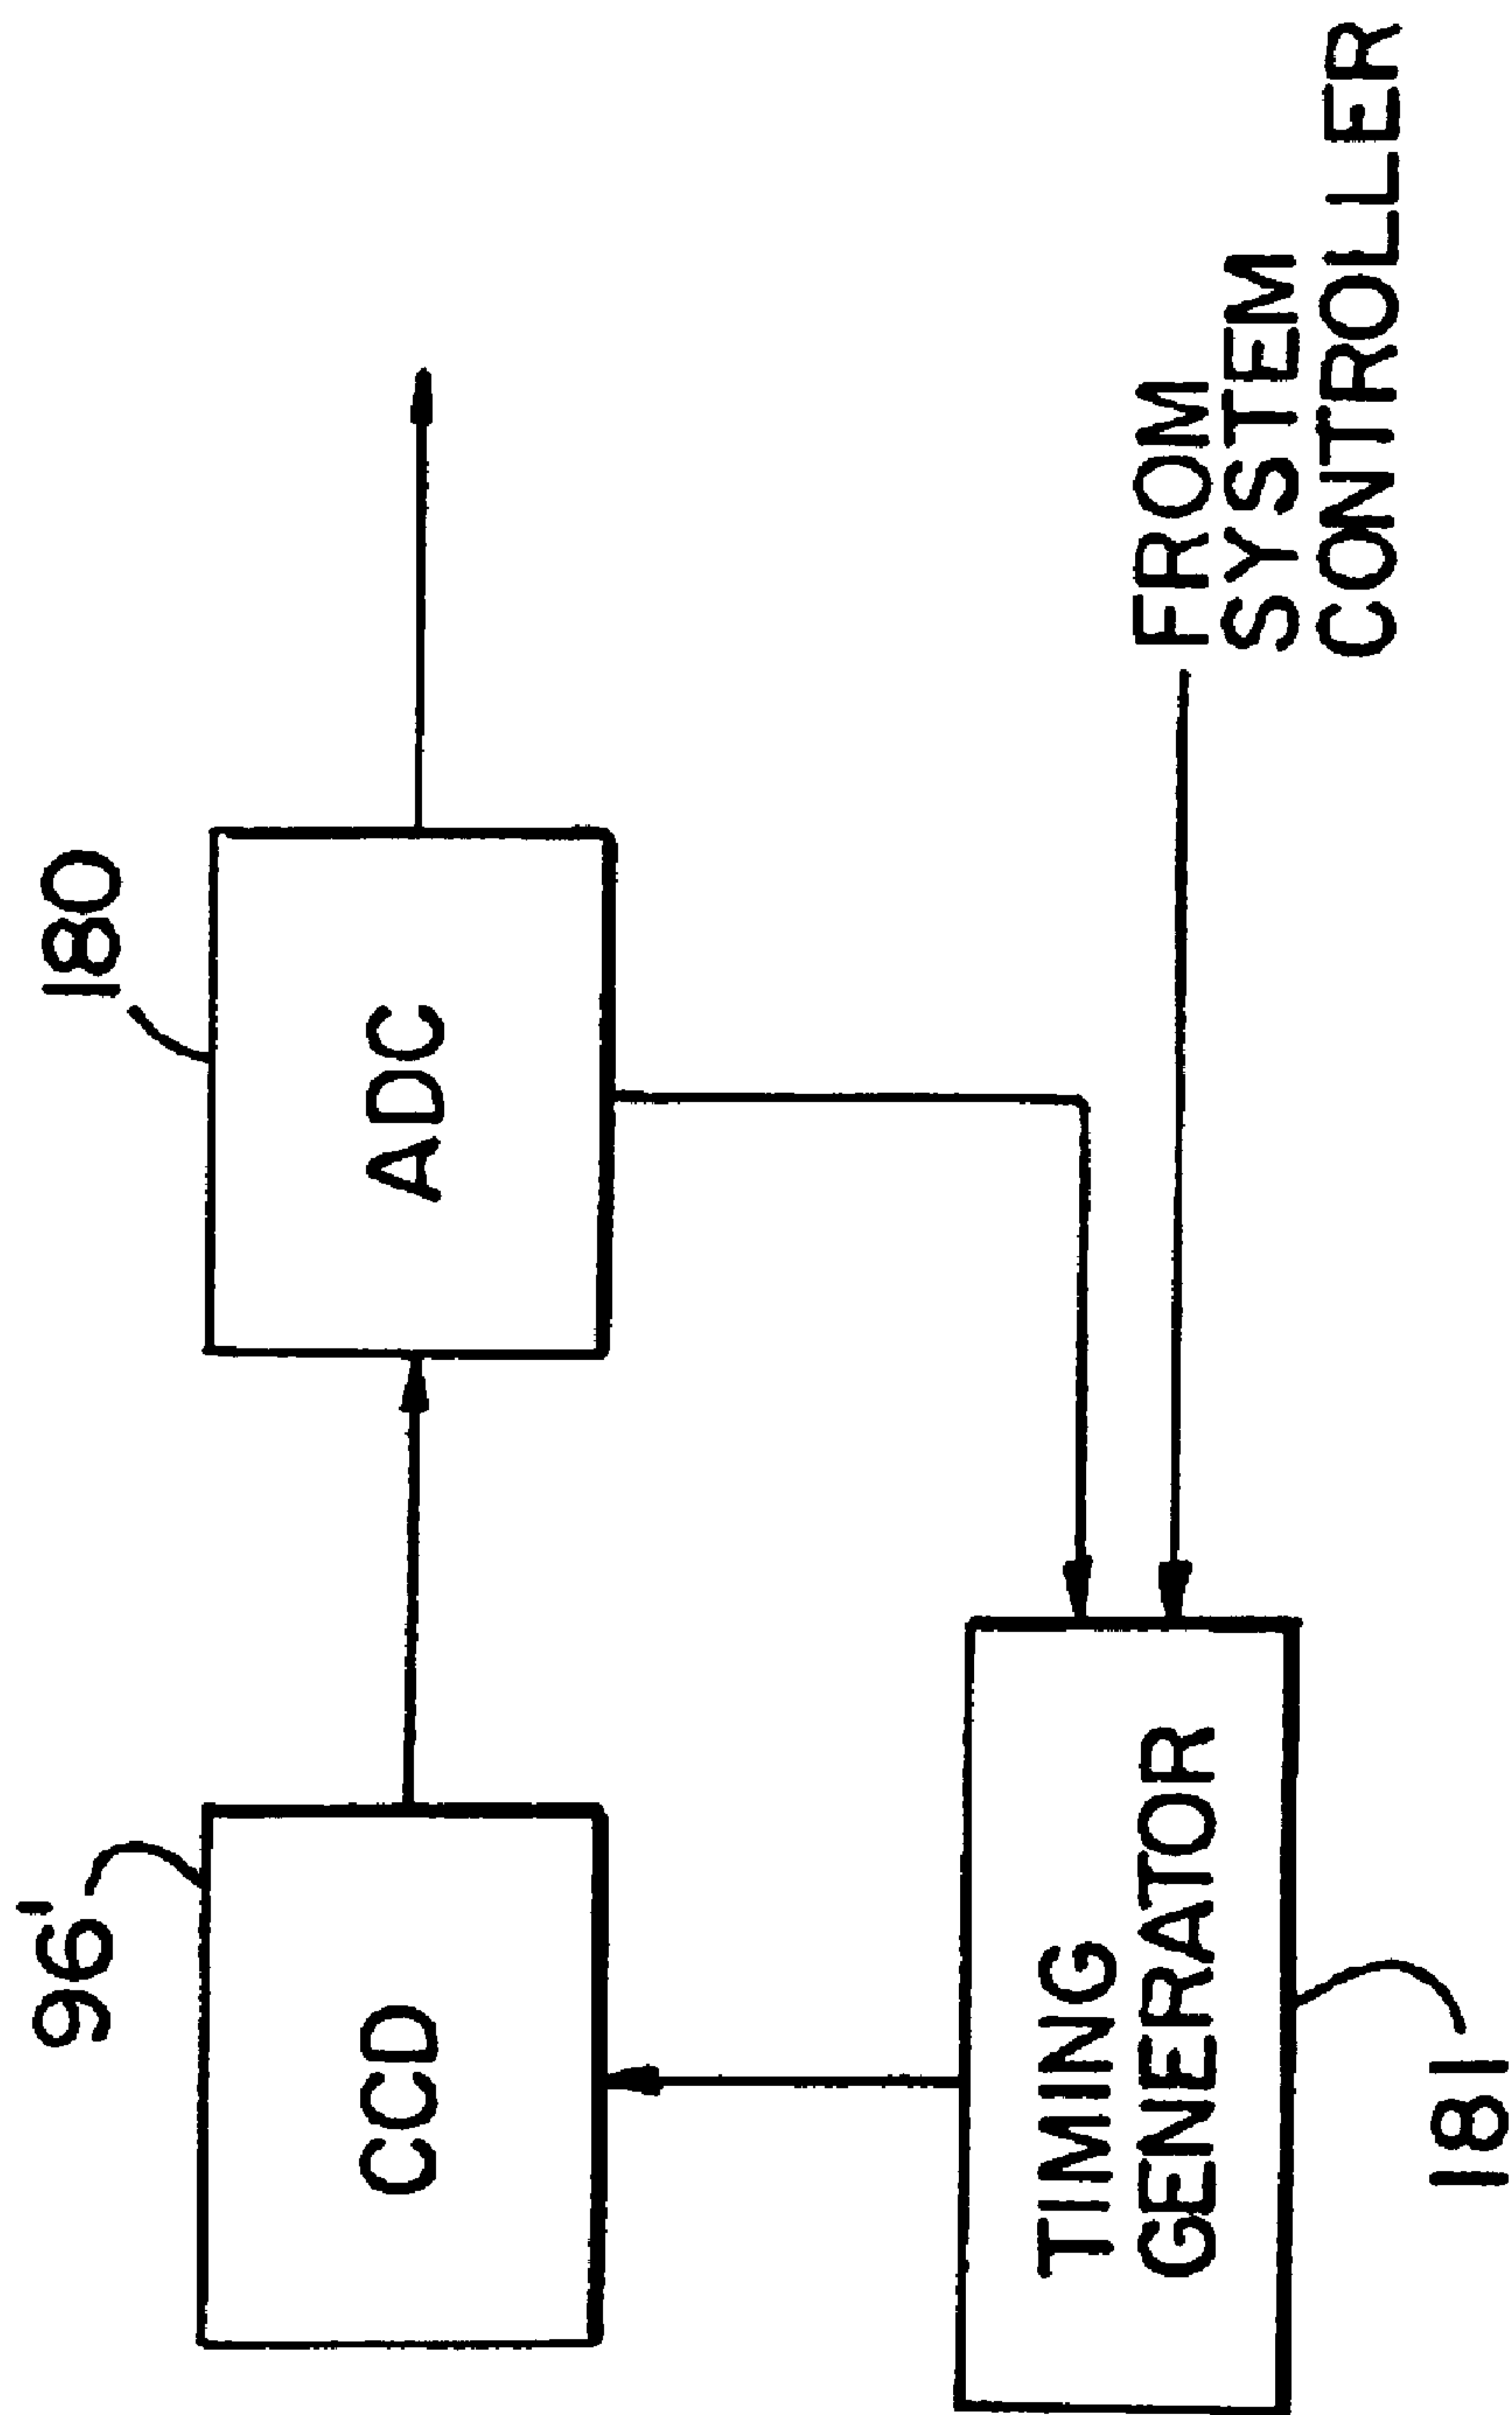 96'
180
CCD
ADC
TIMING
GENERATOR
FROM
SYSTEM
CONTROLLER
181